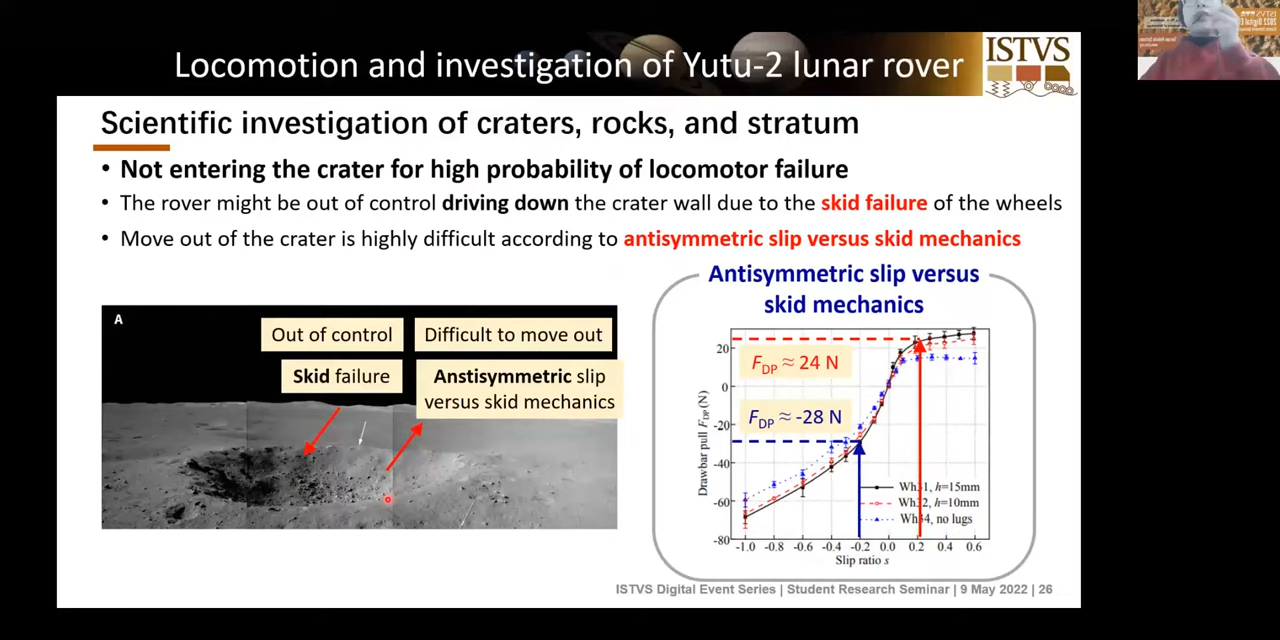 Locomotion and investigation of Yutu-2 lunar rover
ISTVS
Scientific investigation of craters, rocks, and stratum
• Not entering the crater for high probability of locomotor failure
• The rover might be out of control driving down the crater wall due to the skid failure of the wheels
• Move out of the crater is highly difficult according to antisymmetric slip versus skid mechanics
A
Out of control
Difficult to move out
Skid failure
Anstisymmetric slip
versus skid mechanics
Antisymmetric slip versus
skid mechanics
Drawbar pull FDP (N)
20
0
-20
-40
-60
-80
FDP ≈ 24 N
FDP ≈ -28 N
Wh31, h=15mm
Wh32, h=10mm
Wh34, no lugs
-1.0 -0.8 -0.6 -0.4 -0.2 0.0 0.2 0.4 0.6
Slip ratio s
ISTVS Digital Event Series | Student Research Seminar | 9 May 2022 | 26